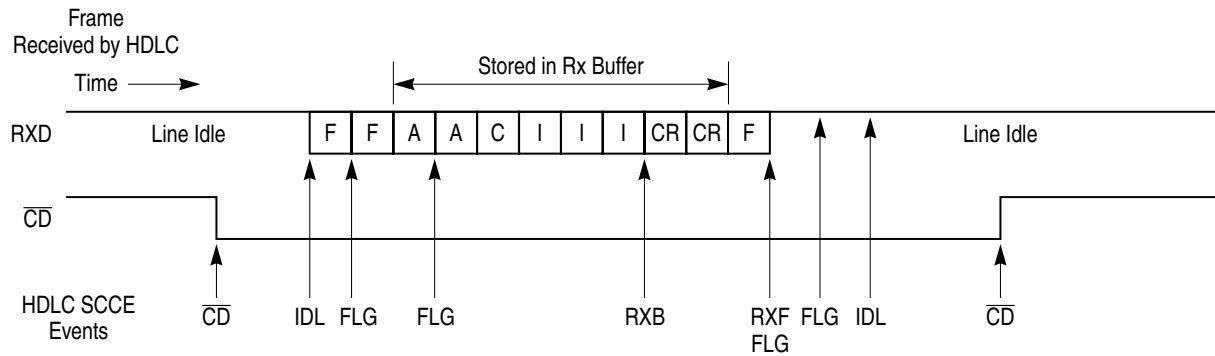 Frame
Received by HDLC
Stored in Rx Buffer
Time
RXD
Line Idle
F F A A C I I I CR CR F
Line Idle
CD
HDLC SCCE
Events
CD IDL FLG FLG RXB RXF FLG IDL CD
FLG